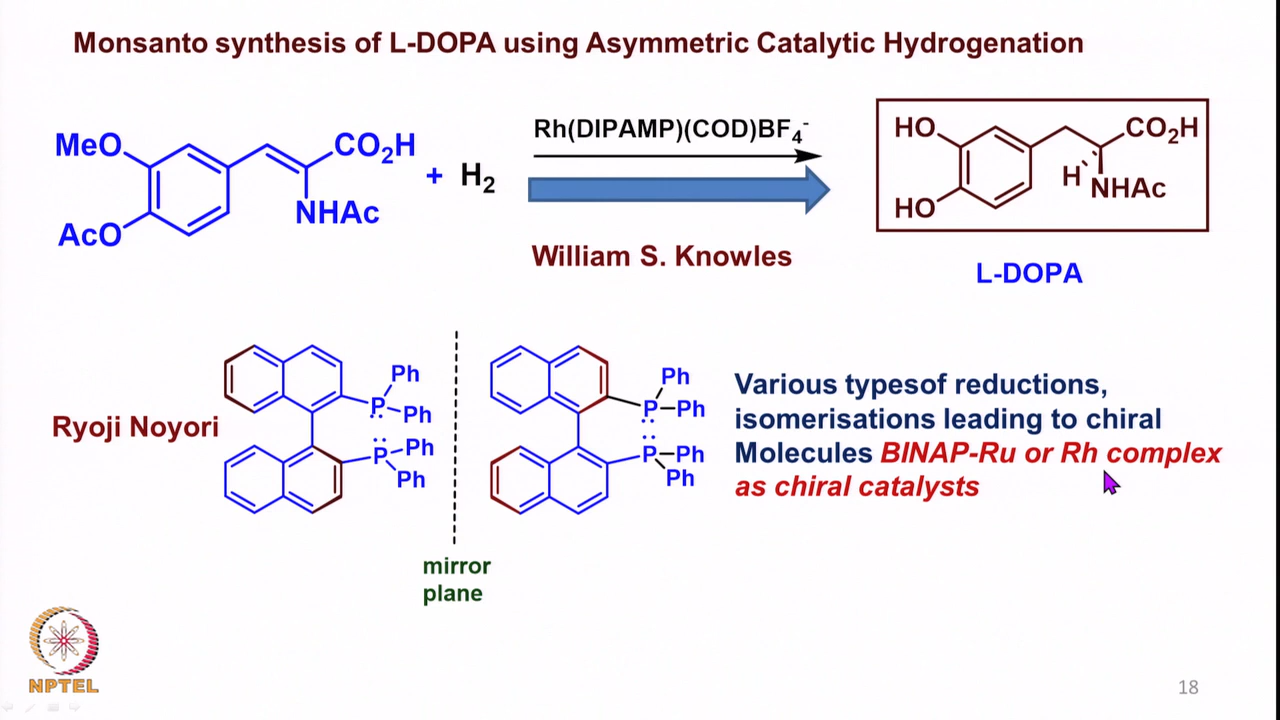 Monsanto synthesis of L-DOPA using Asymmetric Catalytic Hydrogenation
MeO
CO2H
AcO
NHAc
+ H2
Rh(DIPAMP)(COD)BF4-
William S. Knowles
HO
CO2H
HO
H
NHAc
L-DOPA
Ryoji Noyori
Ph
P
Ph
P
Ph
Ph
mirror
plane
Ph
P
Ph
P
Ph
Ph
Various typesof reductions,
isomerisations leading to chiral
Molecules BINAP-Ru or Rh complex
as chiral catalysts
NPTEL
18